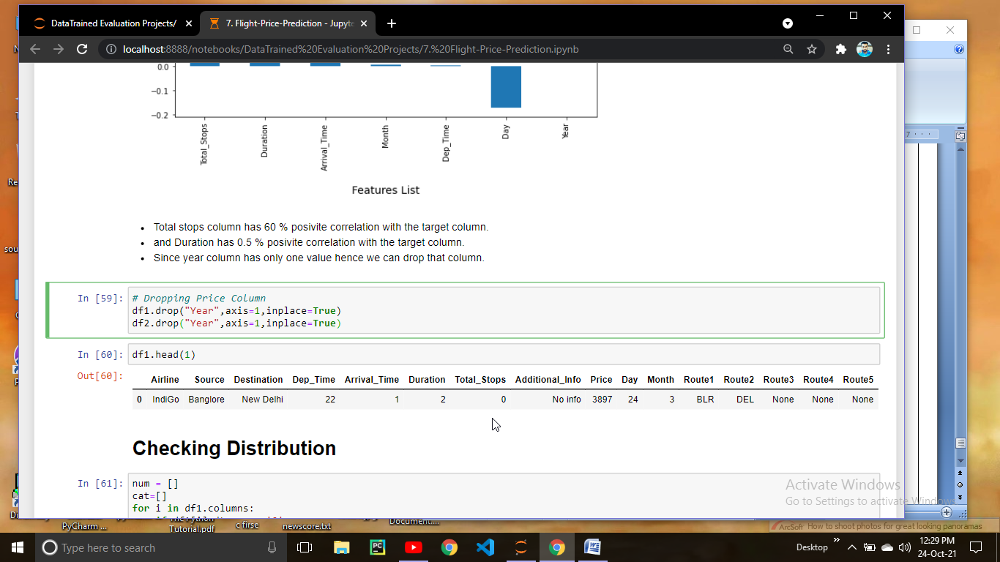 DataTrained Evaluation Projects/
7. Flight-Price-Prediction - Jupyte
localhost:8888/notebooks/DataTrained%20Evaluation%20Projects/7.%20Flight-Price-Prediction.ipynb
0.0
−0.1
−0.2
Total_Stops
Duration
Arrival_Time
Month
Dep_Time
Day
Year
Features List
7
• Total stops column has 60 % posivite correlation with the target column.
• and Duration has 0.5 % posivite correlation with the target column.
• Since year column has only one value hence we can drop that column.
In [59]:
# Dropping Price Column
df1.drop("Year",axis=1,inplace=True)
df2.drop("Year",axis=1,inplace=True)
In [60]:
df1.head(1)
Out[60]:
Airline Source Destination Dep_Time Arrival_Time Duration Total_Stops Additional_Info Price Day Month Route1 Route2 Route3 Route4 Route5
0 IndiGo Banglore New Delhi 22 1 2 0 No info 3897 24 3 BLR DEL None None None
Checking Distribution
In [61]:
num = []
cat=[]
for i in df1.columns:
Activate Windows
Go to Settings to activate Windows
PyCharm ...
Tutorial.pdf
c firse
newscore.txt
Document....
ArcSoft How to shoot photos for great looking panoramas
Type here to search
Desktop
12:29 PM
24-Oct-21